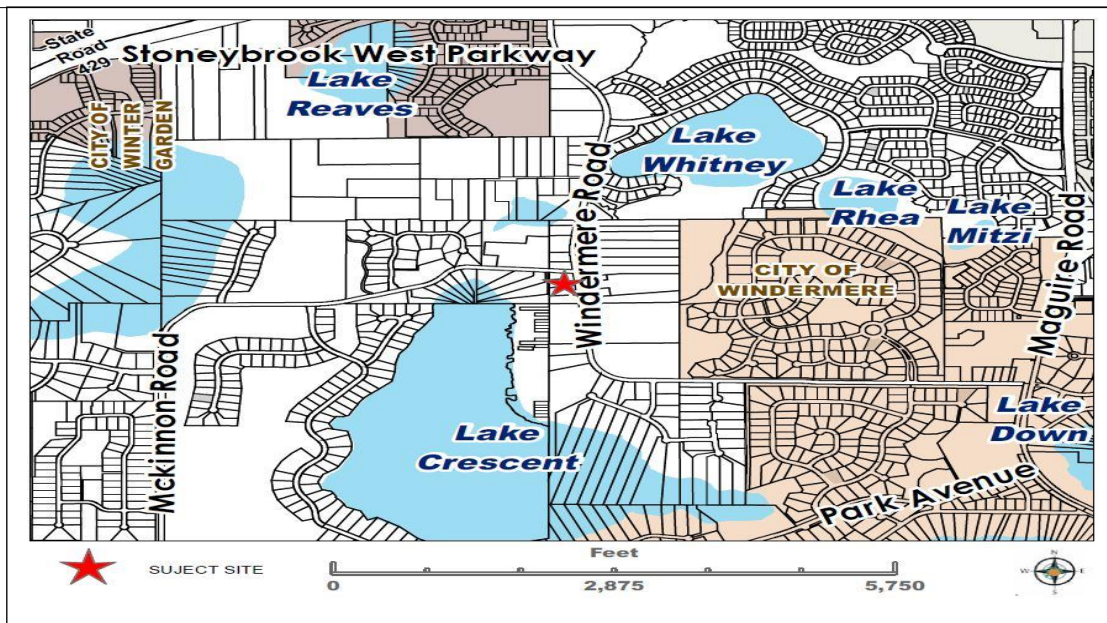 State
Road
429
Stoneybrook West Parkway
Lake
Reaves
CITY OF
WINTER
GARDEN
Lake
Whitney
Windermere Road
Lake
Rhea
Lake
Mitzi
Maguire Road
CITY OF
WINDERMERE
Mckinnon Road
Lake
Crescent
Lake
Down
Park Avenue
SUJECT SITE
Feet
0
2,875
5,750
N
W
E
S